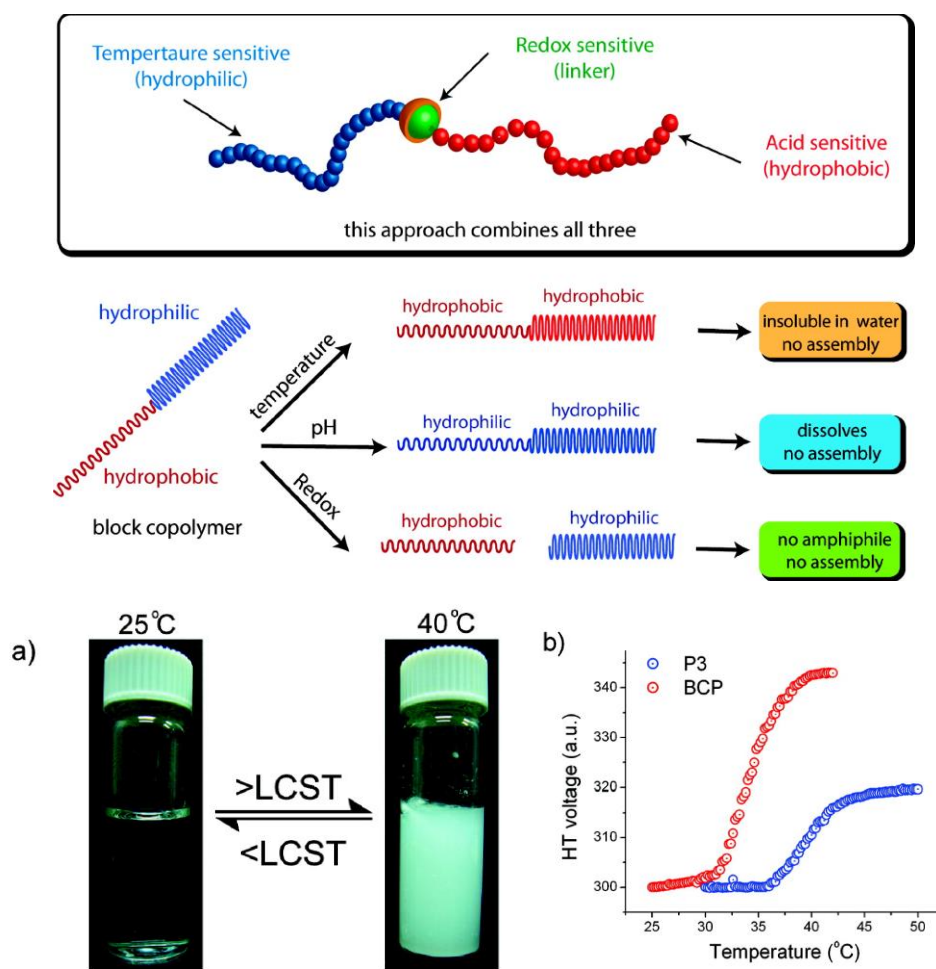 Tempertaure sensitive
(hydrophilic)
Redox sensitive
(linker)
Acid sensitive
(hydrophobic)
this approach combines all three
hydrophilic
hydrophobic
block copolymer
temperature
pH
Redox
hydrophobic hydrophobic
insoluble in water
no assembly
hydrophilic hydrophilic
dissolves
no assembly
hydrophobic hydrophilic
no amphiphile
no assembly
a)
25°C
40°C
>LCST
<LCST
b)
P3
BCP
HT voltage (a.u.)
340
330
320
310
300
25 30 35 40 45 50
Temperature (°C)